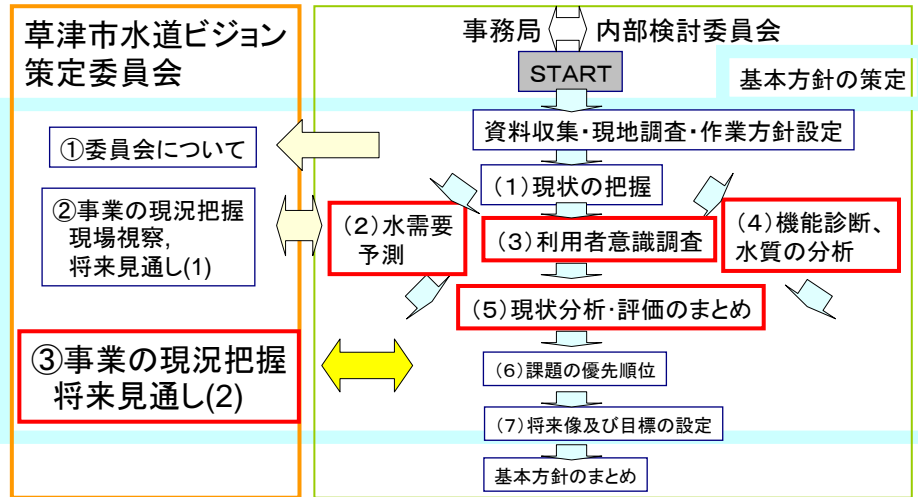 草津市水道ビジョン
策定委員会
①委員会について
②事業の現況把握
現場視察,
将来見通し(1)
③事業の現況把握
将来見通し(2)
事務局
内部検討委員会
START
基本方針の策定
資料収集・現地調査・作業方針設定
(1)現状の把握
(2)水需要
予測
(3)利用者意識調査
(4)機能診断、
水質の分析
(5)現状分析・評価のまとめ
(6)課題の優先順位
(7)将来像及び目標の設定
基本方針のまとめ